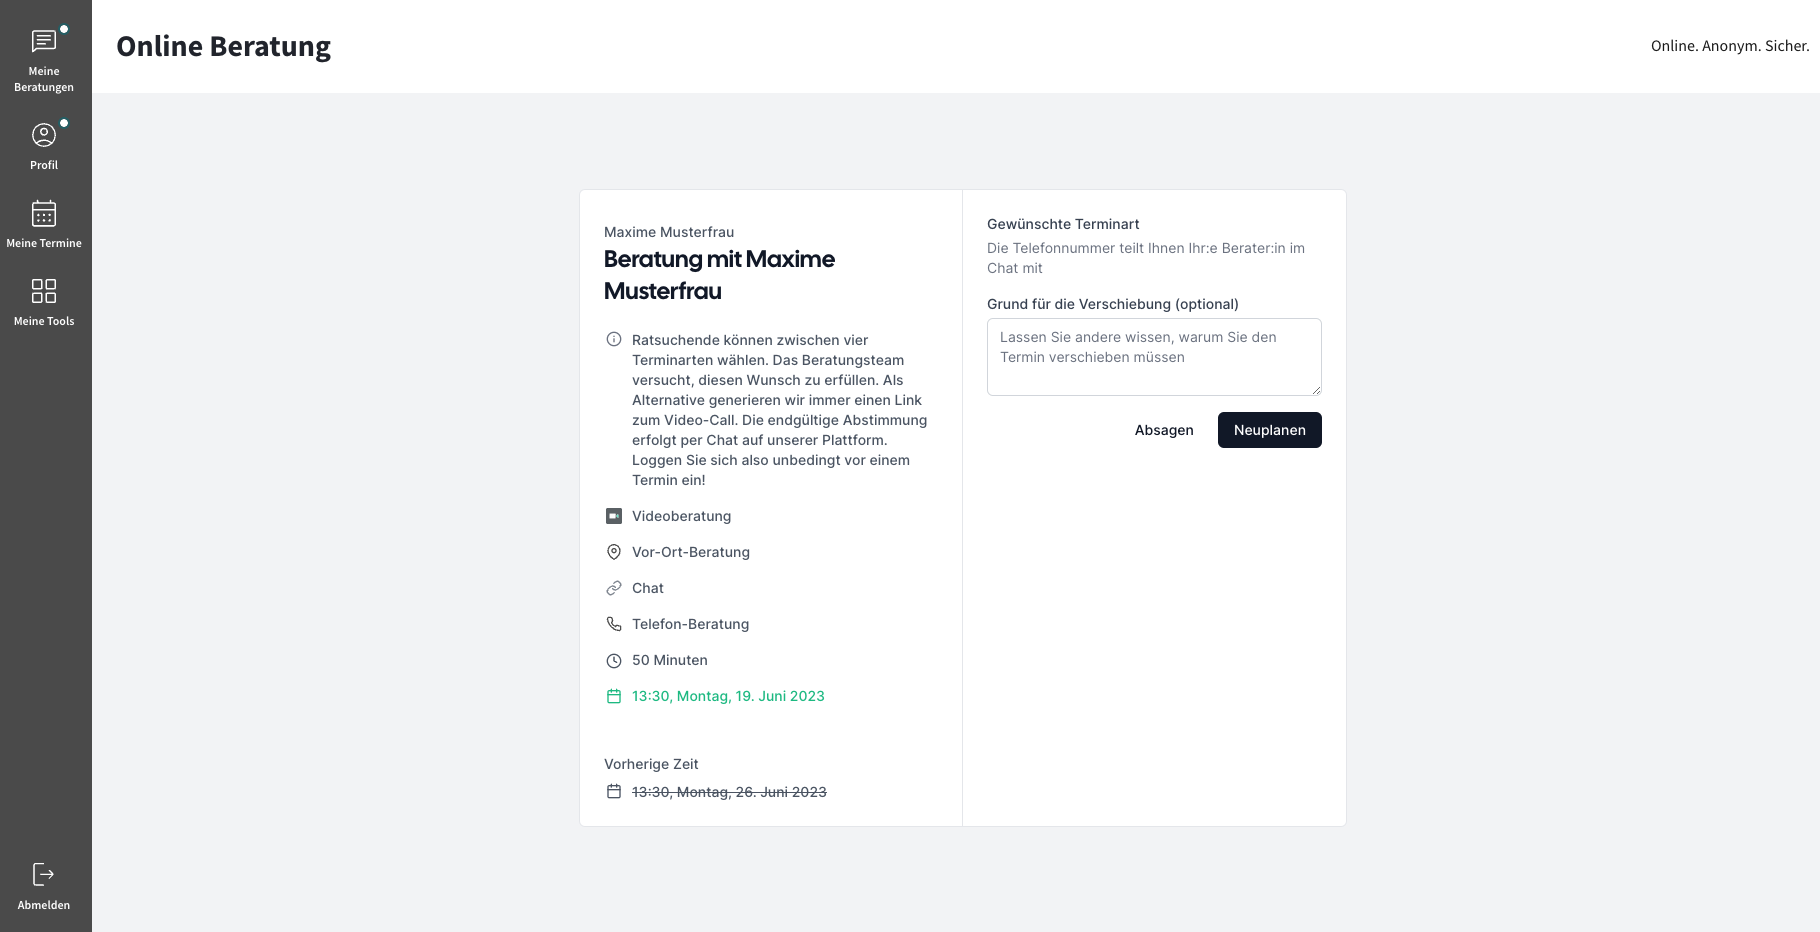 Meine
Beratungen
Profil
Meine Termine
Meine Tools
Abmelden
Online Beratung
Online. Anonym. Sicher.
Maxime Musterfrau
Beratung mit Maxime
Musterfrau
Ratsuchende können zwischen vier
Terminarten wählen. Das Beratungsteam
versucht, diesen Wunsch zu erfüllen. Als
Alternative generieren wir immer einen Link
zum Video-Call. Die endgültige Abstimmung
erfolgt per Chat auf unserer Plattform.
Loggen Sie sich also unbedingt vor einem
Termin ein!
Videoberatung
Vor-Ort-Beratung
Chat
Telefon-Beratung
50 Minuten
13:30, Montag, 19. Juni 2023
Vorherige Zeit
13:30, Montag, 26. Juni 2023
Gewünschte Terminart
Die Telefonnummer teilt Ihnen Ihr:e Berater:in im
Chat mit
Grund für die Verschiebung (optional)
Lassen Sie andere wissen, warum Sie den
Termin verschieben müssen
Absagen
Neuplanen